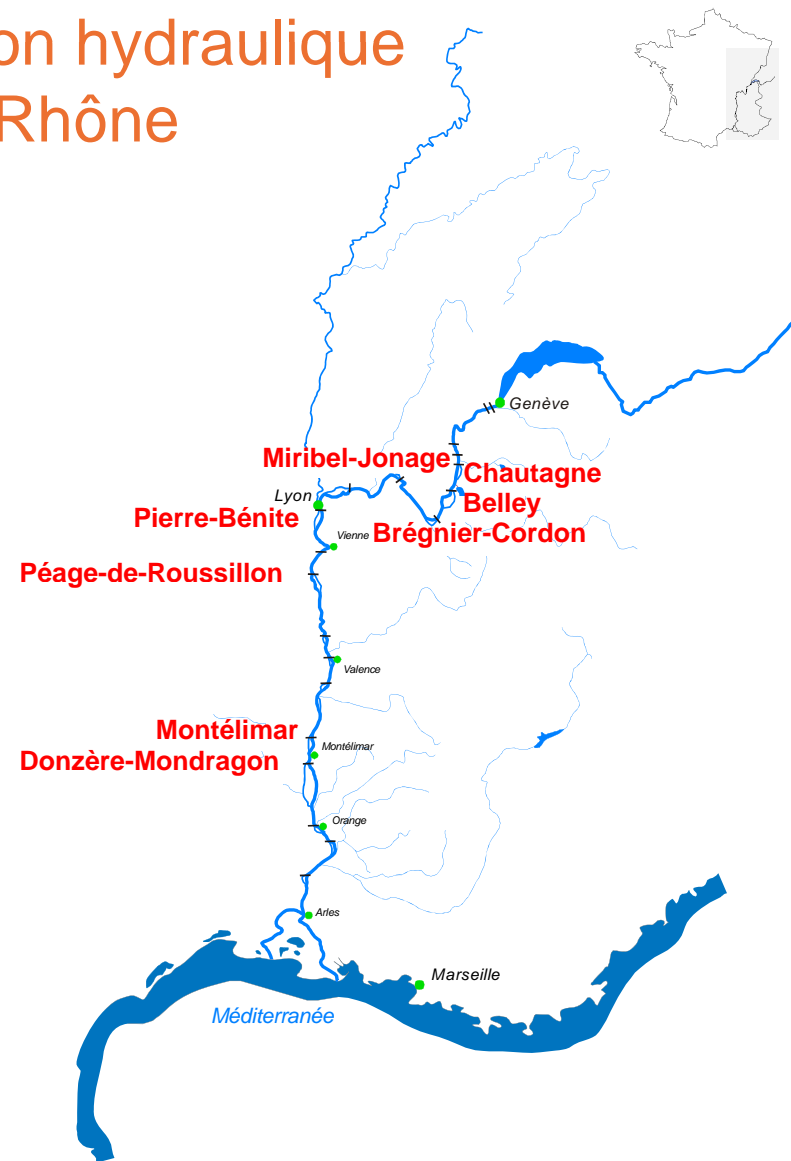 on hydraulique
Rhône
Genève
Miribel-Jonage
Chautagne
Lyon
Belley
Pierre-Bénite
Vienne
Brégnier-Cordon
Péage-de-Roussillon
Valence
Montélimar
Montélimar
Donzère-Mondragon
Orange
Arles
Marseille
Méditerranée